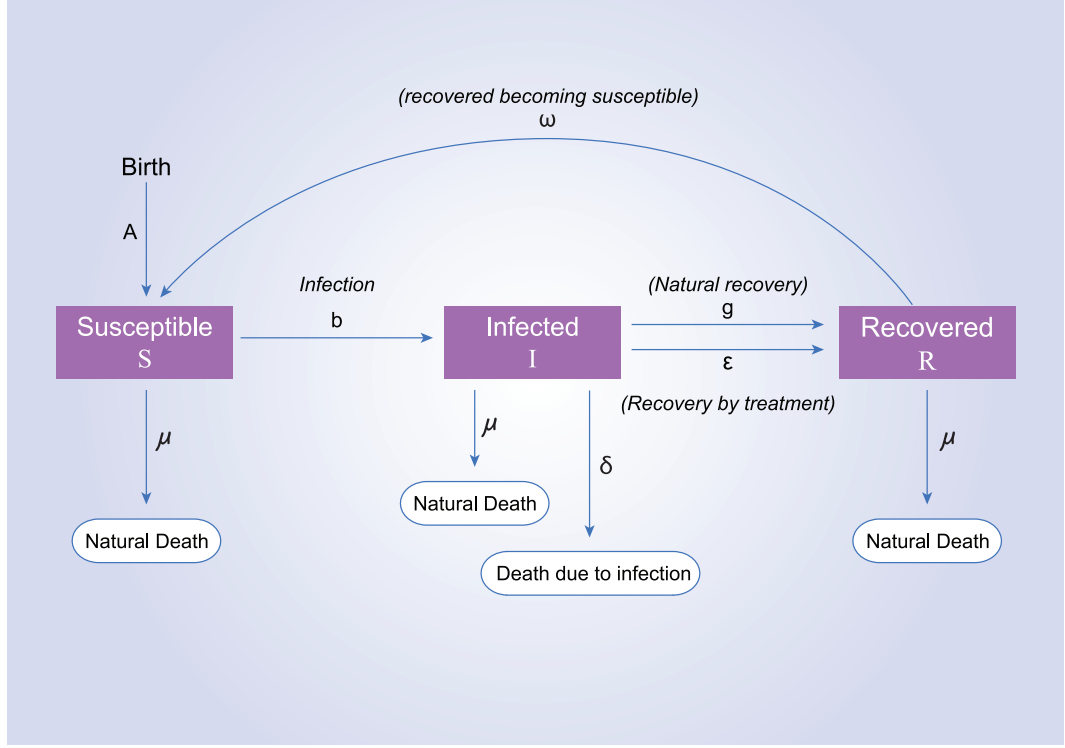 (recovered becoming susceptible)
ω
Birth
A
Infection
b
(Natural recovery)
g
Susceptible
S
Infected
I
Recovered
R
ε
(Recovery by treatment)
μ
μ
δ
μ
Natural Death
Natural Death
Natural Death
Death due to infection